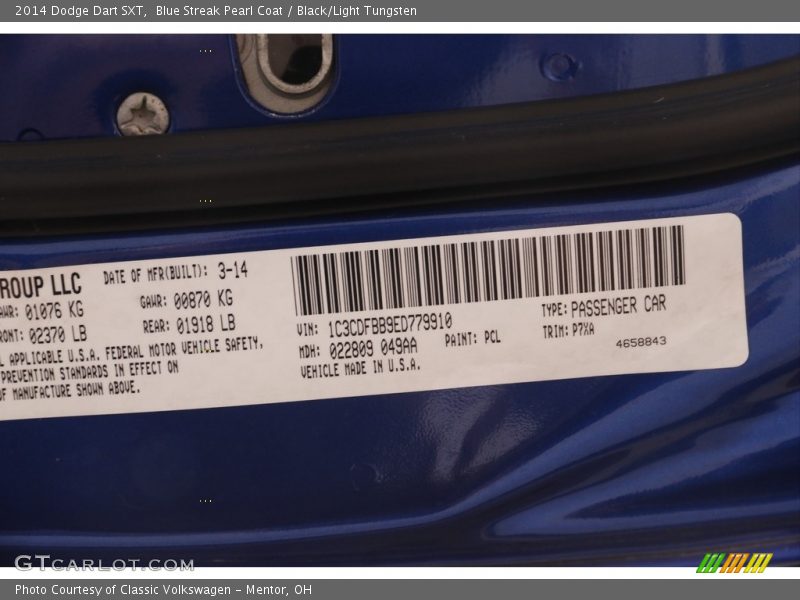 2014 Dodge Dart SXT,  Blue Streak Pearl Coat / Black/Light Tungsten
ROUP LLC
DATE OF MFR(BUILT): 3-14
01076 KG
GAWR: 00870 KG
02370 LB
REAR: 01918 LB
APPLICABLE U.S.A. FEDERAL MOTOR VEHICLE SAFETY,
PREVENTION STANDARDS IN EFFECT ON
OF MANUFACTURE SHOWN ABOVE.
VIN: 1C3CDFBB9ED779910
MDH: 022809 049AA
PAINT: PCL
VEHICLE MADE IN U.S.A.
TYPE: PASSENGER CAR
TRIM: P7XA
4658843
GTCARLOT.COM
Photo Courtesy of Classic Volkswagen - Mentor, OH